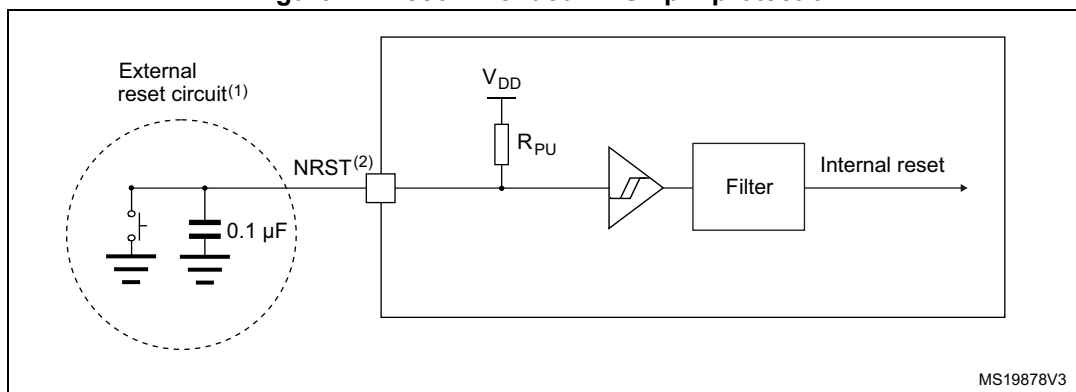 External
reset circuit(1)
VDD
RPU
NRST(2)
Filter
Internal reset
0.1 µF
MS19878V3